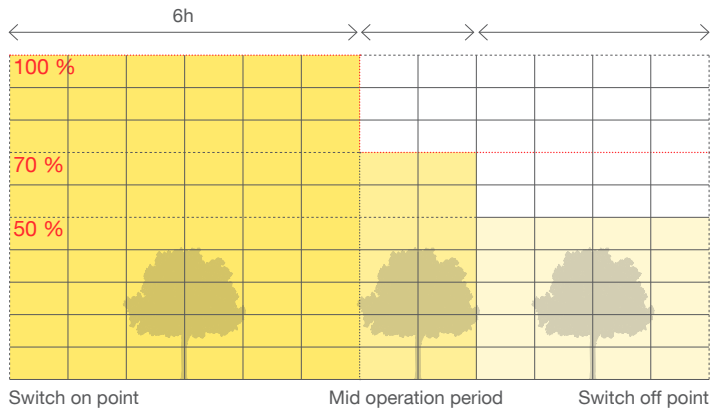 6h
100 %
70 %
50 %
Switch on point
Mid operation period
Switch off point